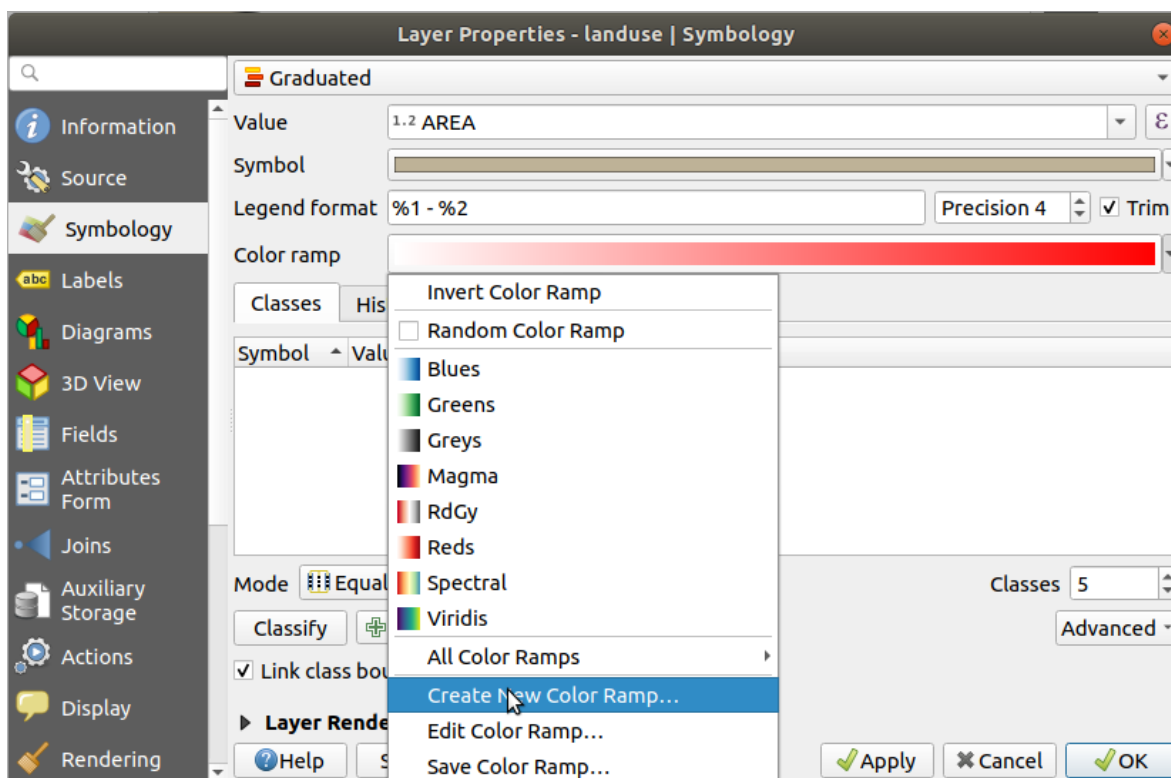 Layer Properties - landuse | Symbology
Graduated
Information
Value
1.2 AREA
ε
Source
Symbol
Symbology
Legend format
%1 - %2
Precision 4
Trim
Color ramp
abc
Labels
Classes
His
Invert Color Ramp
Diagrams
Random Color Ramp
Symbol
Valu
3D View
Blues
Greens
Fields
Greys
Attributes
Form
Magma
RdGy
Joins
Reds
Auxiliary
Storage
Mode
Equal
Spectral
Classes
5
Viridis
Actions
Classify
Advanced
All Color Ramps
Link class bou
Create New Color Ramp...
Display
Layer Rende
Edit Color Ramp...
Rendering
Help
S
Save Color Ramp...
Apply
Cancel
OK